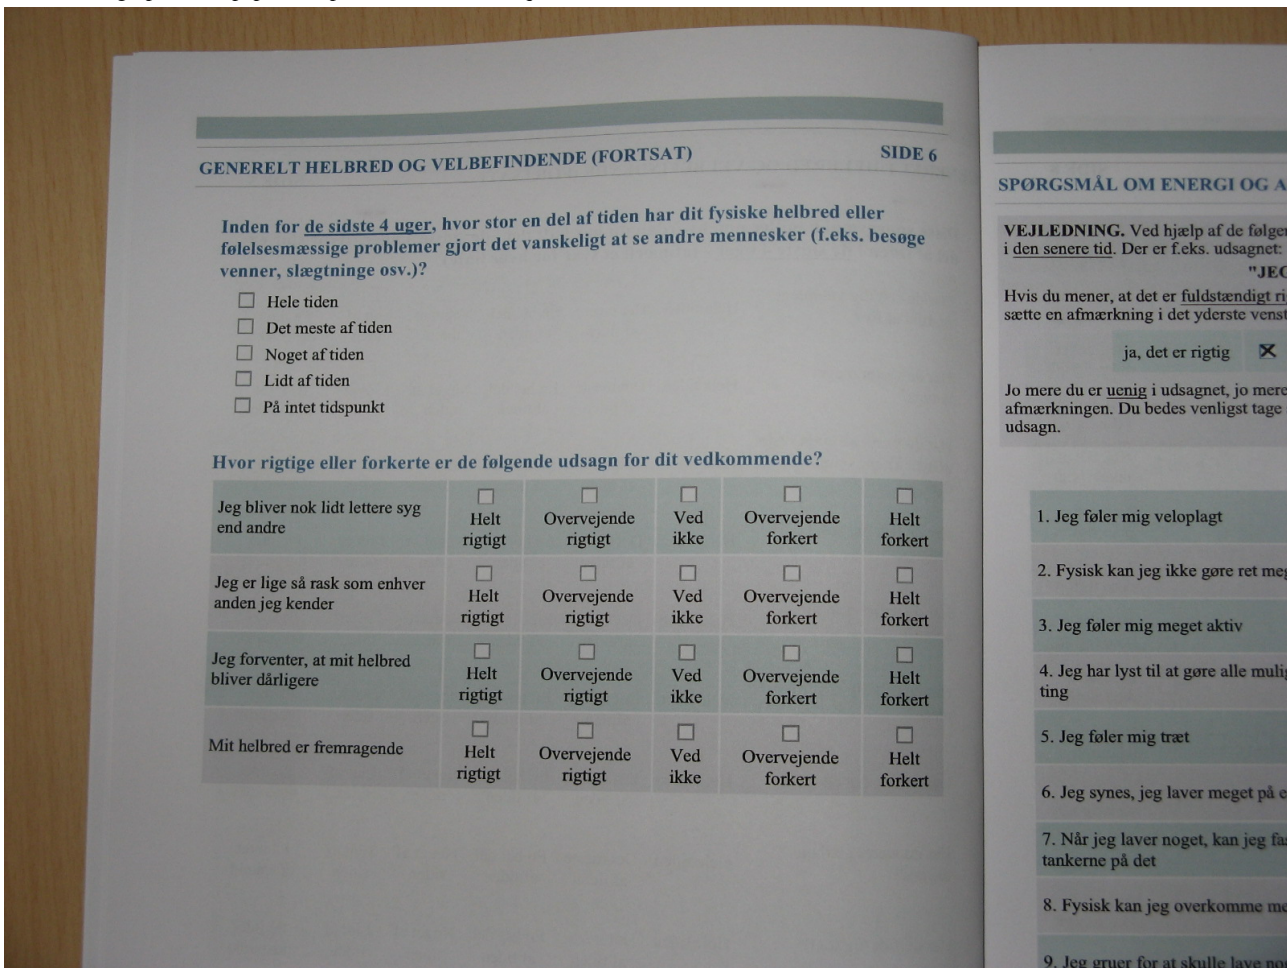 GENERELT HELBRED OG VELBEFINDENDE (FORTSAT)
SIDE 6
Inden for de sidste 4 uger, hvor stor en del af tiden har dit fysiske helbred eller
følelsesmæssige problemer gjort det vanskeligt at se andre mennesker (f.eks. besøge
venner, slægtninge osv.)?
Hele tiden
Det meste af tiden
Noget af tiden
Lidt af tiden
På intet tidspunkt
Hvor rigtige eller forkerte er de følgende udsagn for dit vedkommende?
Jeg bliver nok lidt lettere syg
end andre
Helt
rigtigt
Overvejende
rigtigt
Ved
ikke
Overvejende
forkert
Helt
forkert
Jeg er lige så rask som enhver
anden jeg kender
Helt
rigtigt
Overvejende
rigtigt
Ved
ikke
Overvejende
forkert
Helt
forkert
Jeg forventer, at mit helbred
bliver dårligere
Helt
rigtigt
Overvejende
rigtigt
Ved
ikke
Overvejende
forkert
Helt
forkert
Mit helbred er fremragende
Helt
rigtigt
Overvejende
rigtigt
Ved
ikke
Overvejende
forkert
Helt
forkert
SPØRGSMÅL OM ENERGI OG
VEJLEDNING. Ved hjælp af de
i den senere tid. Der er f.eks. udsagnet:
Hvis du mener, at det er fuldstændigt
sætte en afmærkning i det yderste
ja, det er rigtig
Jo mere du er uenig i udsagnet, jo mere
afmærkningen. Du bedes venligst tage
udsagn.
1. Jeg føler mig veloplagt
2. Fysisk kan jeg ikke gøre ret
3. Jeg føler mig meget aktiv
4. Jeg har lyst til at gøre alle
ting
5. Jeg føler mig træt
6. Jeg synes, jeg laver meget på
7. Når jeg laver noget, kan jeg
tankerne på det
8. Fysisk kan jeg overkomme
9. Jeg gruer for at skulle lave